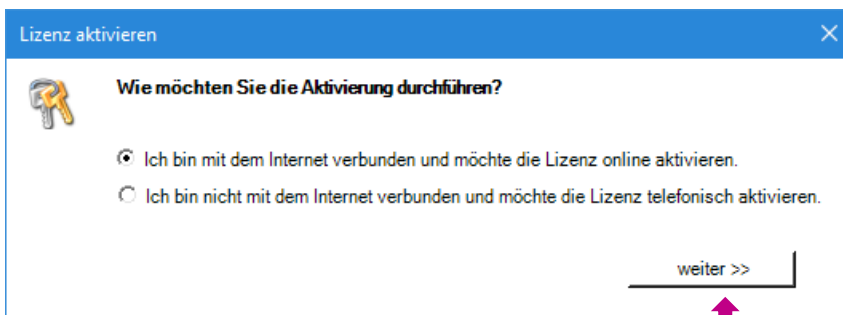 Lizenz aktivieren
Wie möchten Sie die Aktivierung durchführen?
Ich bin mit dem Internet verbunden und möchte die Lizenz online aktivieren.
Ich bin nicht mit dem Internet verbunden und möchte die Lizenz telefonisch aktivieren.
weiter >>